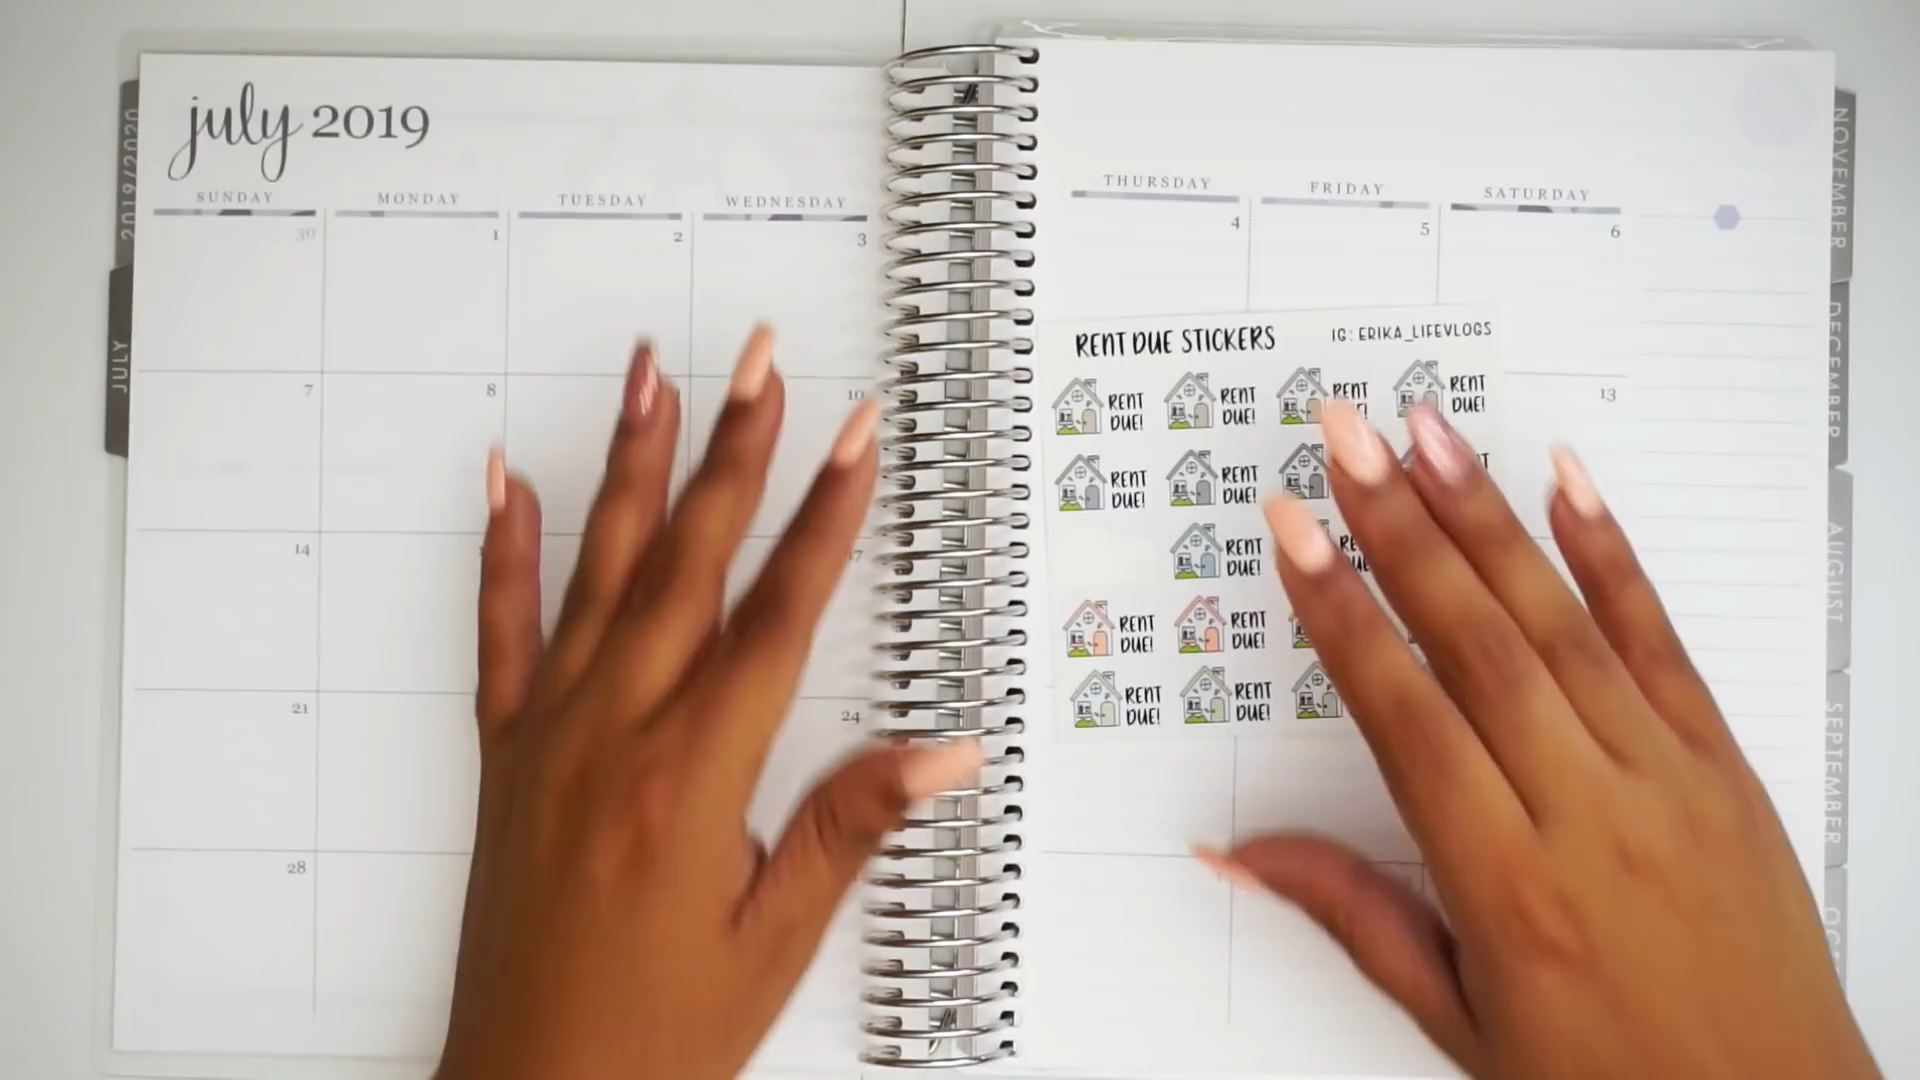 july 2019
SUNDAY
MONDAY
TUESDAY
WEDNESDAY
THURSDAY
FRIDAY
SATURDAY
30
1
2
3
4
5
6
7
8
10
13
14
17
21
24
28
2019/2020
JULY
RENT DUE STICKERS
IG: ERIKA_LIFEVLOGS
RENT
DUE!
RENT
DUE!
RENT
RENT
DUE!
RENT
DUE!
RENT
DUE!
RENT
DUE!
RENT
DUE!
RENT
DUE!
RENT
DUE!
RENT
DUE!
NOVEMBER
DECEMBER
AUGUST
SEPTEMBER